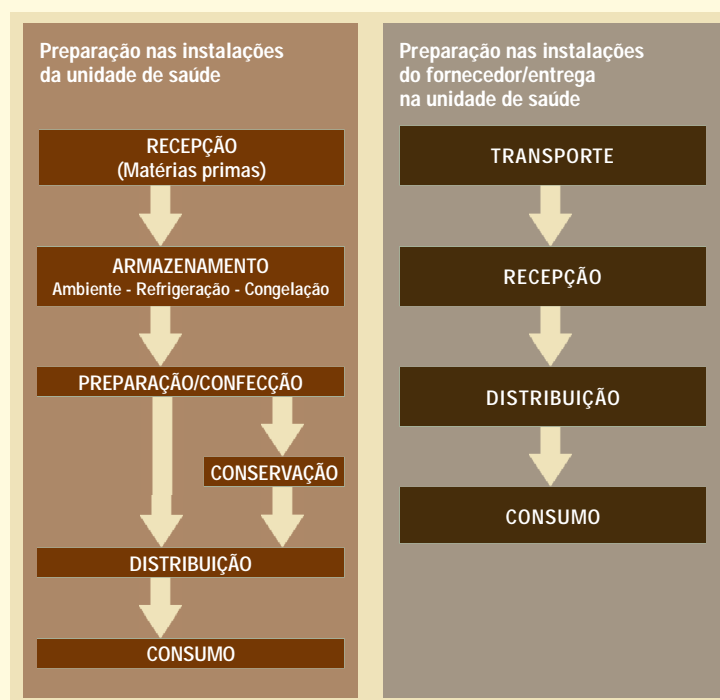 Preparação nas instalações
da unidade de saúde
RECEPÇÃO
(Matérias primas)
ARMAZENAMENTO
Ambiente - Refrigeração - Congelação
PREPARAÇÃO/CONFECÇÃO
CONSERVAÇÃO
DISTRIBUIÇÃO
CONSUMO
Preparação nas instalações
do fornecedor/entrega
na unidade de saúde
TRANSPORTE
RECEPÇÃO
DISTRIBUIÇÃO
CONSUMO